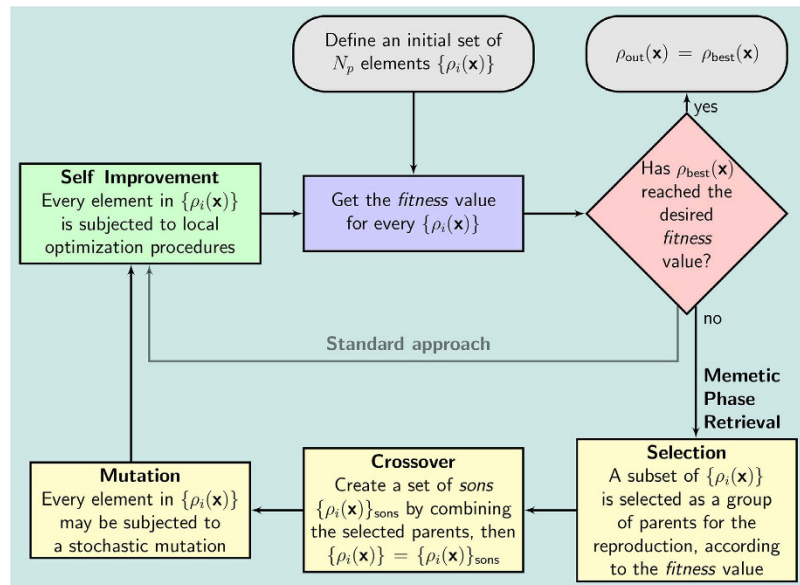 Define an initial set of
N_p elements {ρ_i(x)}
ρ_out(x) = ρ_best(x)
yes
Self Improvement
Every element in {ρ_i(x)}
is subjected to local
optimization procedures
Get the fitness value
for every {ρ_i(x)}
Has ρ_best(x)
reached the
desired
fitness
value?
no
Standard approach
Memetic
Phase
Retrieval
Mutation
Every element in {ρ_i(x)}
may be subjected to
a stochastic mutation
Crossover
Create a set of sons
{ρ_i(x)}_sons by combining
the selected parents, then
{ρ_i(x)} = {ρ_i(x)}_sons
Selection
A subset of {ρ_i(x)}
is selected as a group
of parents for the
reproduction, according
to the fitness value